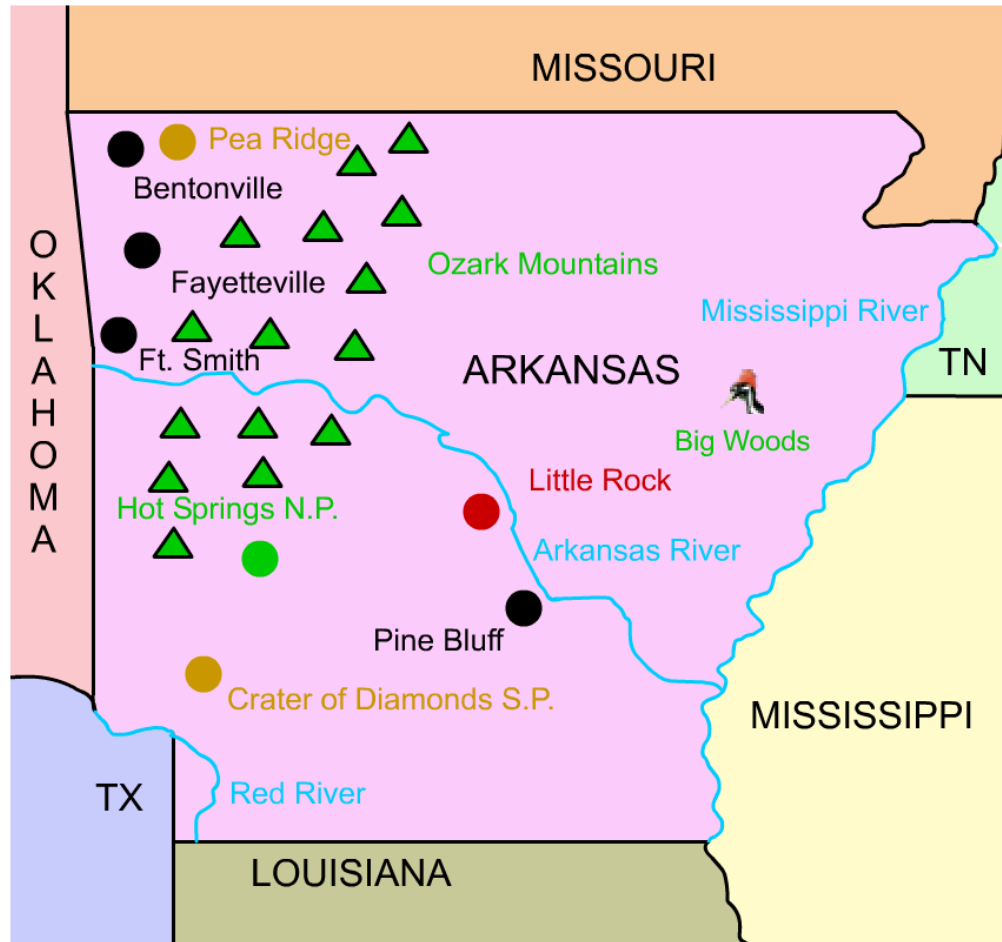 MISSOURI
Pea Ridge
Bentonville
OKLAHOMA
Ozark Mountains
Fayetteville
Mississippi River
Ft. Smith
ARKANSAS
TN
Big Woods
Little Rock
Hot Springs N.P.
Arkansas River
Pine Bluff
Crater of Diamonds S.P.
MISSISSIPPI
TX
Red River
LOUISIANA